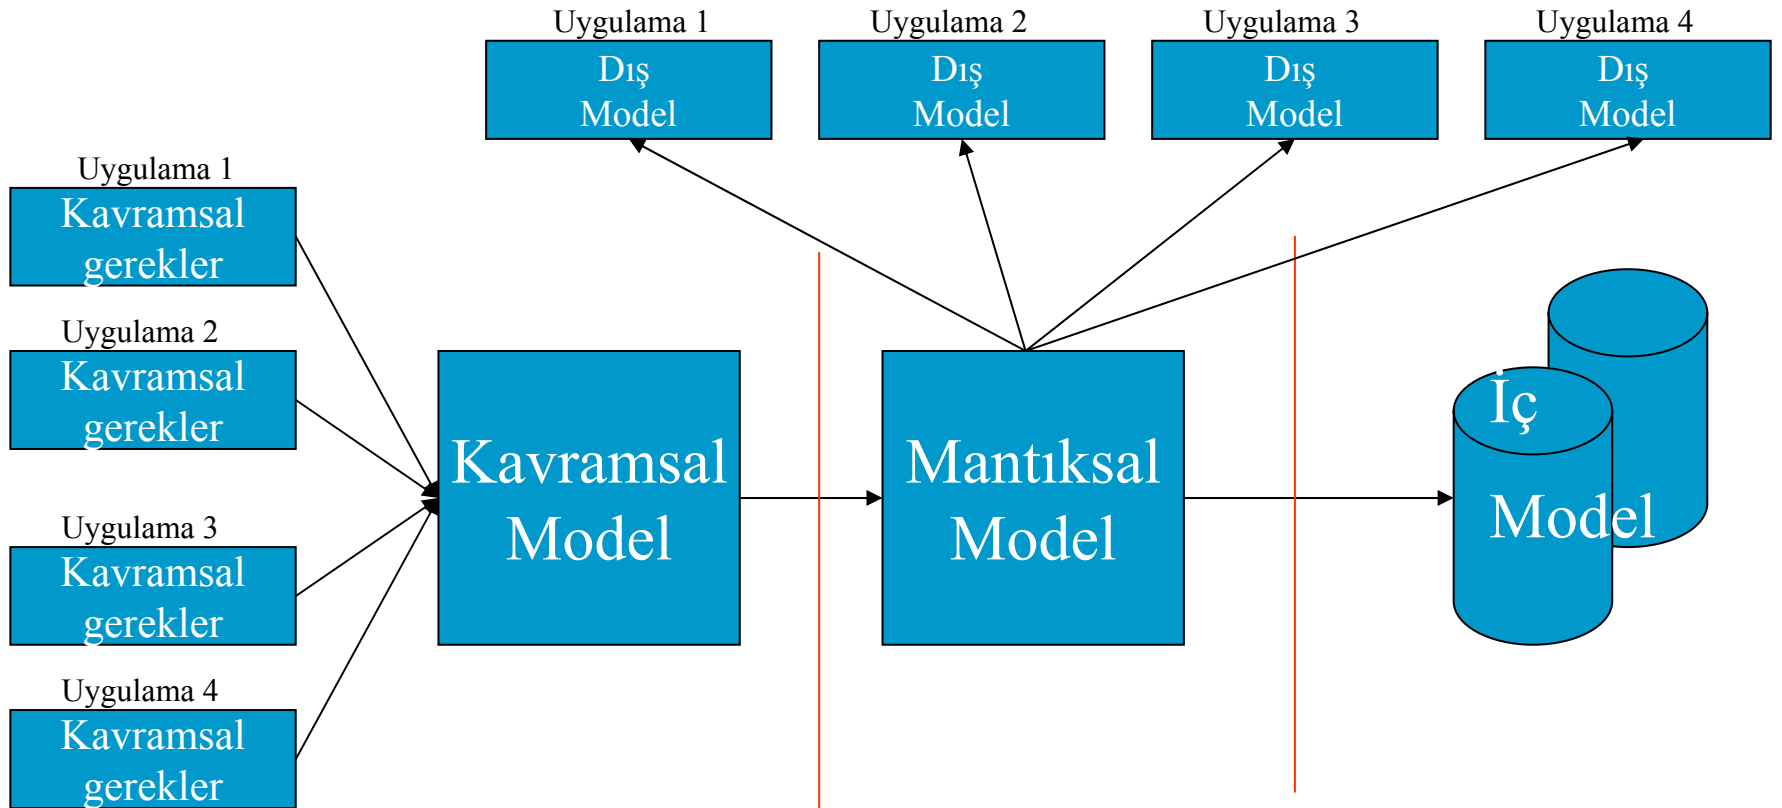 Uygulama 1
Dış
Model
Uygulama 2
Dış
Model
Uygulama 3
Dış
Model
Uygulama 4
Dış
Model
Uygulama 1
Kavramsal
gerekler
Uygulama 2
Kavramsal
gerekler
Uygulama 3
Kavramsal
gerekler
Uygulama 4
Kavramsal
gerekler
Kavramsal
Model
Mantıksal
Model
İç
Model